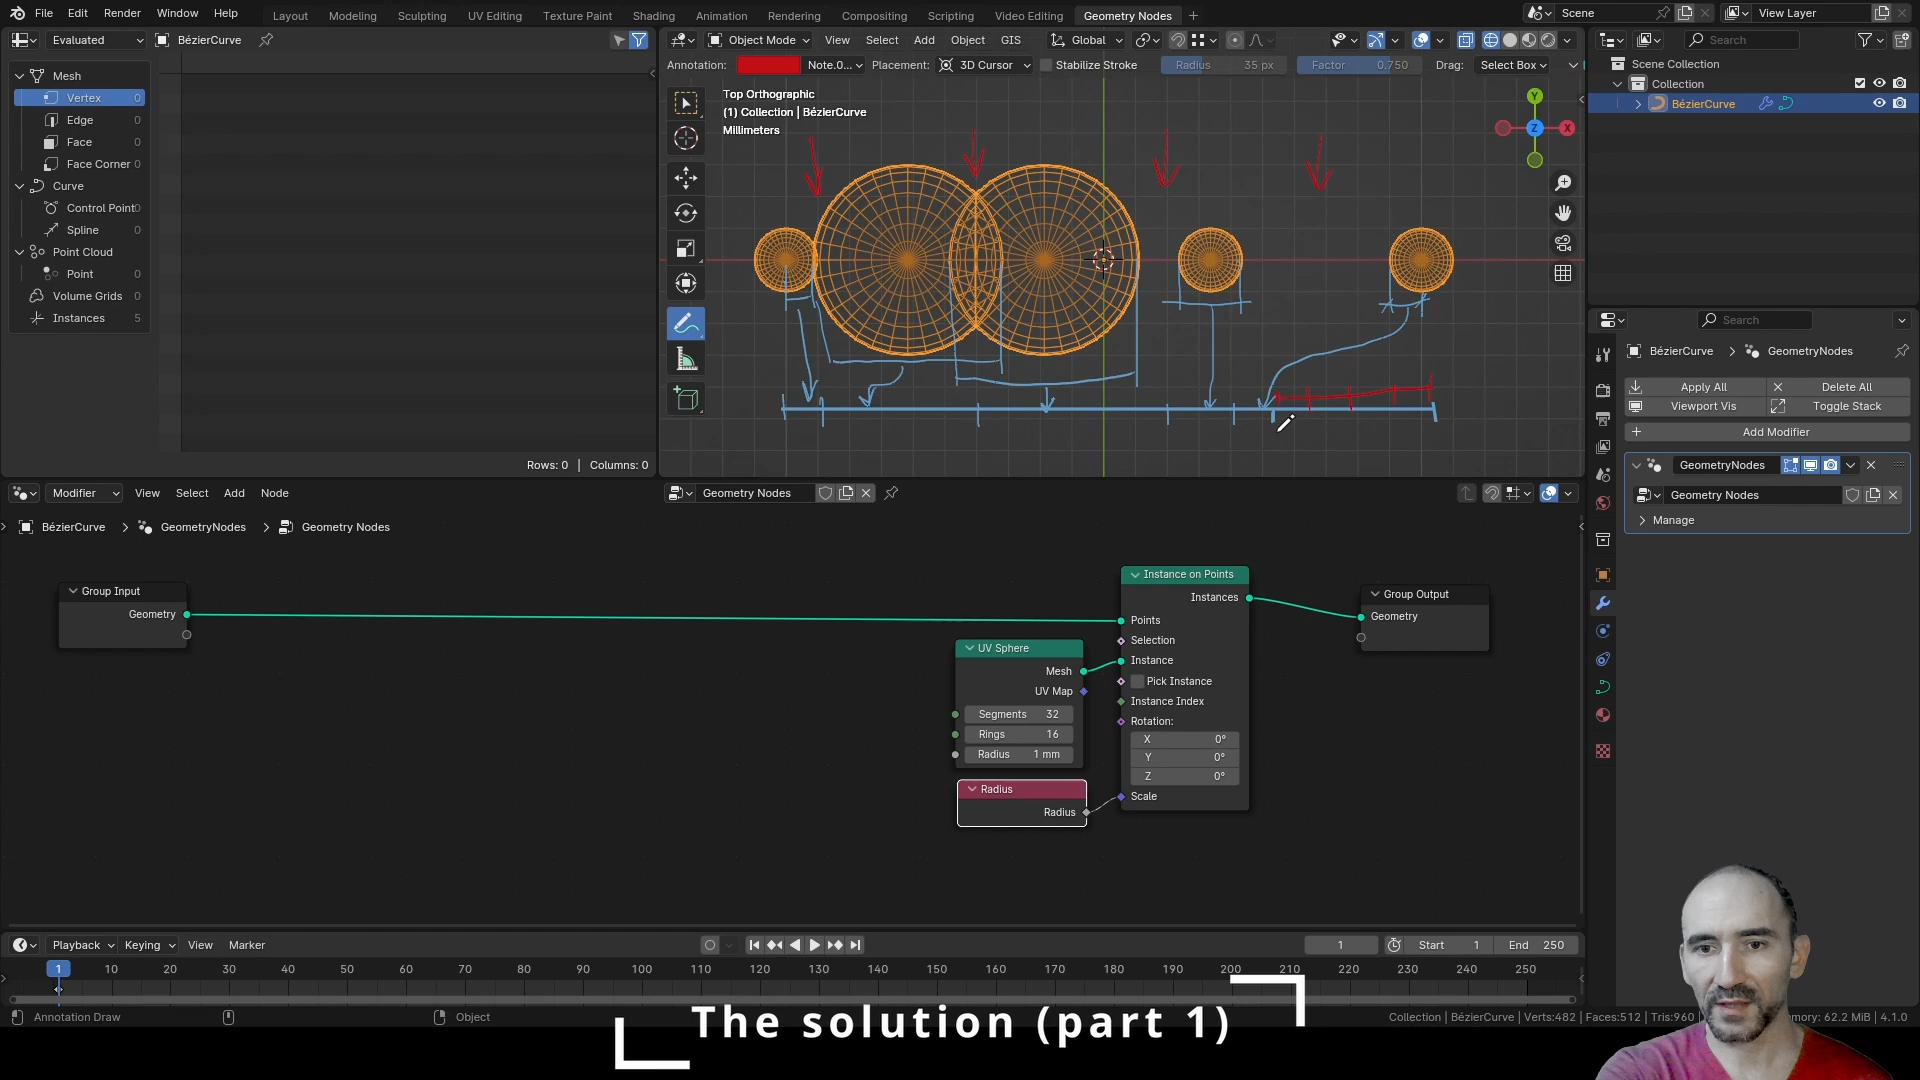 File Edit Render Window Help Layout Modeling Sculpting UV Editing Texture Paint Shading Animation Rendering Compositing Scripting Video Editing Geometry Nodes + Scene View Layer
Evaluated BézierCurve Object Mode View Select Add Object GIS Global Search
Annotation: Note.0... Placement: 3D Cursor Stabilize Stroke Radius 35 px Factor 0.750 Drag: Select Box
Scene Collection
Mesh
Vertex 0
Edge 0
Face 0
Face Corner 0
Curve
Control Point 0
Spline 0
Point Cloud
Point 0
Volume Grids 0
Instances 5
Rows: 0 | Columns: 0
Top Orthographic
(1) Collection | BézierCurve
Millimeters
Y
Z
X
Collection
BézierCurve
Search
BézierCurve > GeometryNodes
Apply All Delete All
Viewport Vis Toggle Stack
Add Modifier
GeometryNodes
Geometry Nodes
Manage
Modifier View Select Add Node Geometry Nodes
BézierCurve > GeometryNodes > Geometry Nodes
Group Input
Geometry
UV Sphere
Mesh
UV Map
Segments 32
Rings 16
Radius 1 mm
Radius
Radius
Instance on Points
Instances
Points
Selection
Instance
Pick Instance
Instance Index
Rotation:
X 0°
Y 0°
Z 0°
Scale
Group Output
Geometry
Playback Keying View Marker 1 Start 1 End 250
1 10 20 30 40 50 60 70 80 90 100 110 120 130 140 150 160 170 180 190 200 210 220 230 240 250
Annotation Draw Object Collection | BézierCurve | Verts:482 | Faces:512 | Tris:960 emory: 62.2 MiB | 4.1.0
The solution (part 1)